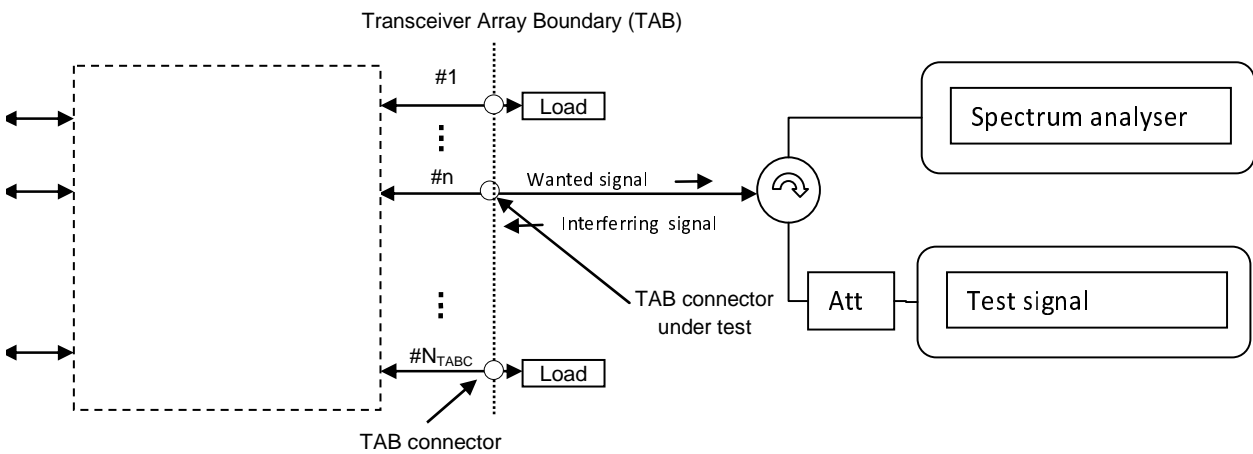 Transceiver Array Boundary (TAB)
#1
Load
#n
Wanted signal
Interferring signal
Spectrum analyser
TAB connector
under test
Att
Test signal
#NTABC
Load
TAB connector